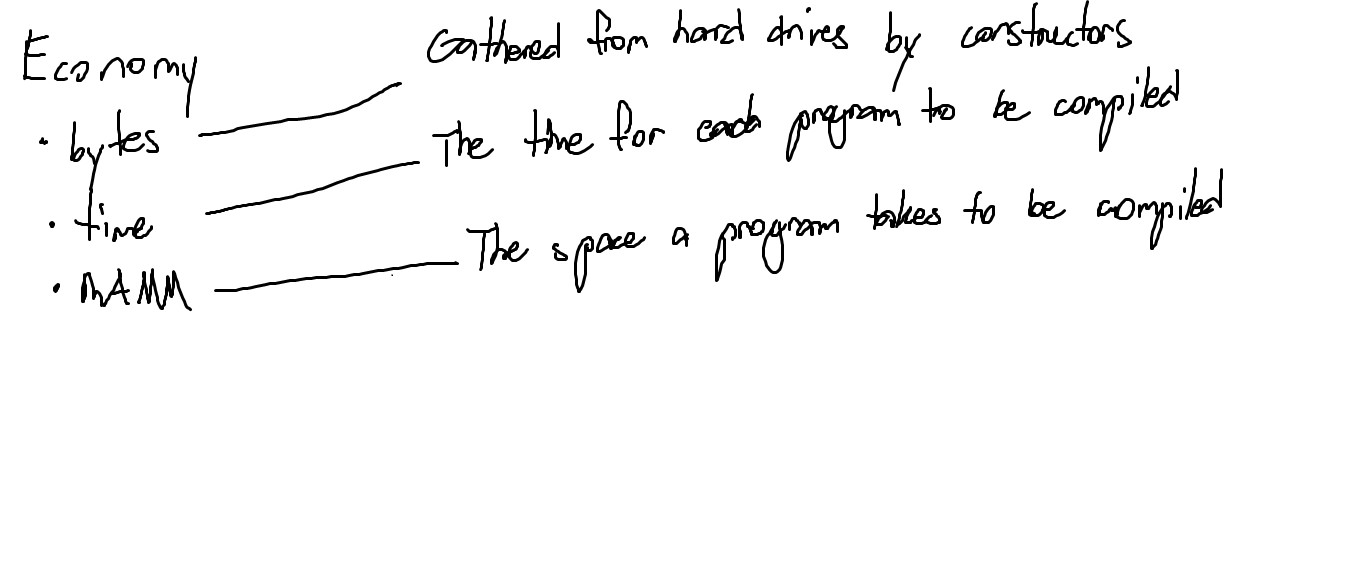 Economy
• bytes — Gathered from hard drives by constructors
• time — The time for each program to be compiled
• — The space a program takes to be compiled